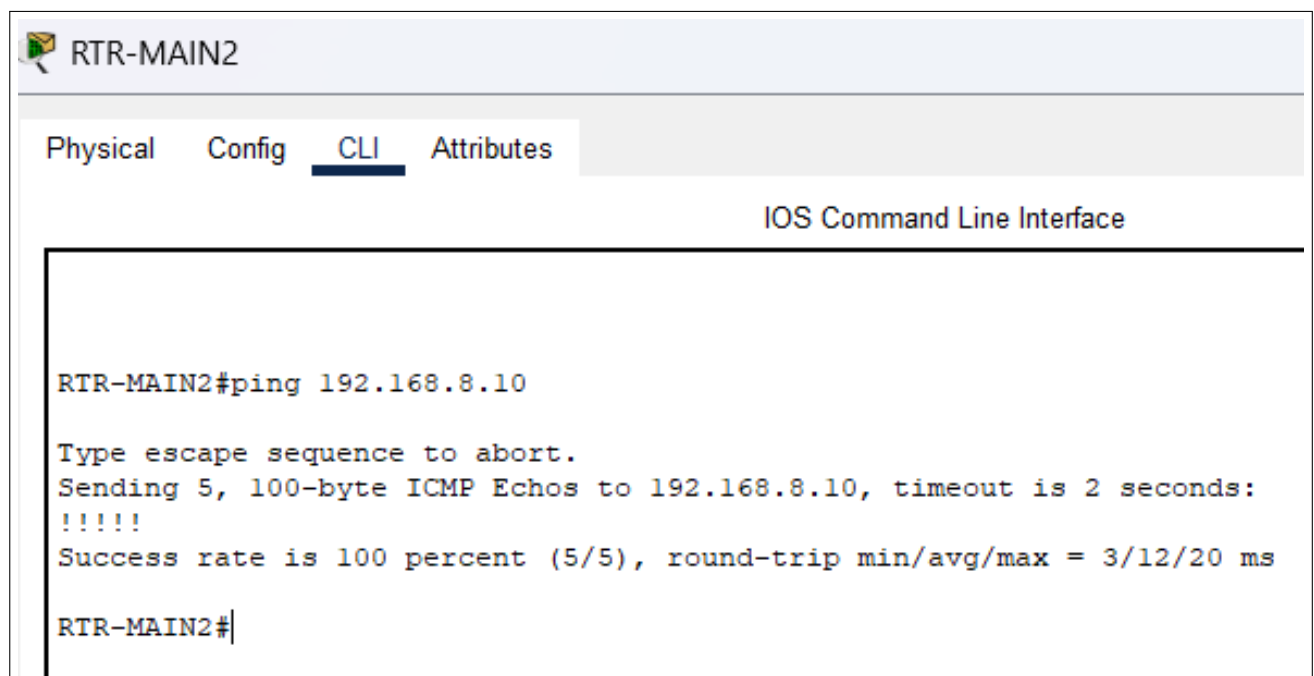 RTR-MAIN2
Physical Config CLI Attributes
IOS Command Line Interface
RTR-MAIN2#ping 192.168.8.10
Type escape sequence to abort.
Sending 5, 100-byte ICMP Echos to 192.168.8.10, timeout is 2 seconds:
!!!!!
Success rate is 100 percent (5/5), round-trip min/avg/max = 3/12/20 ms
RTR-MAIN2#